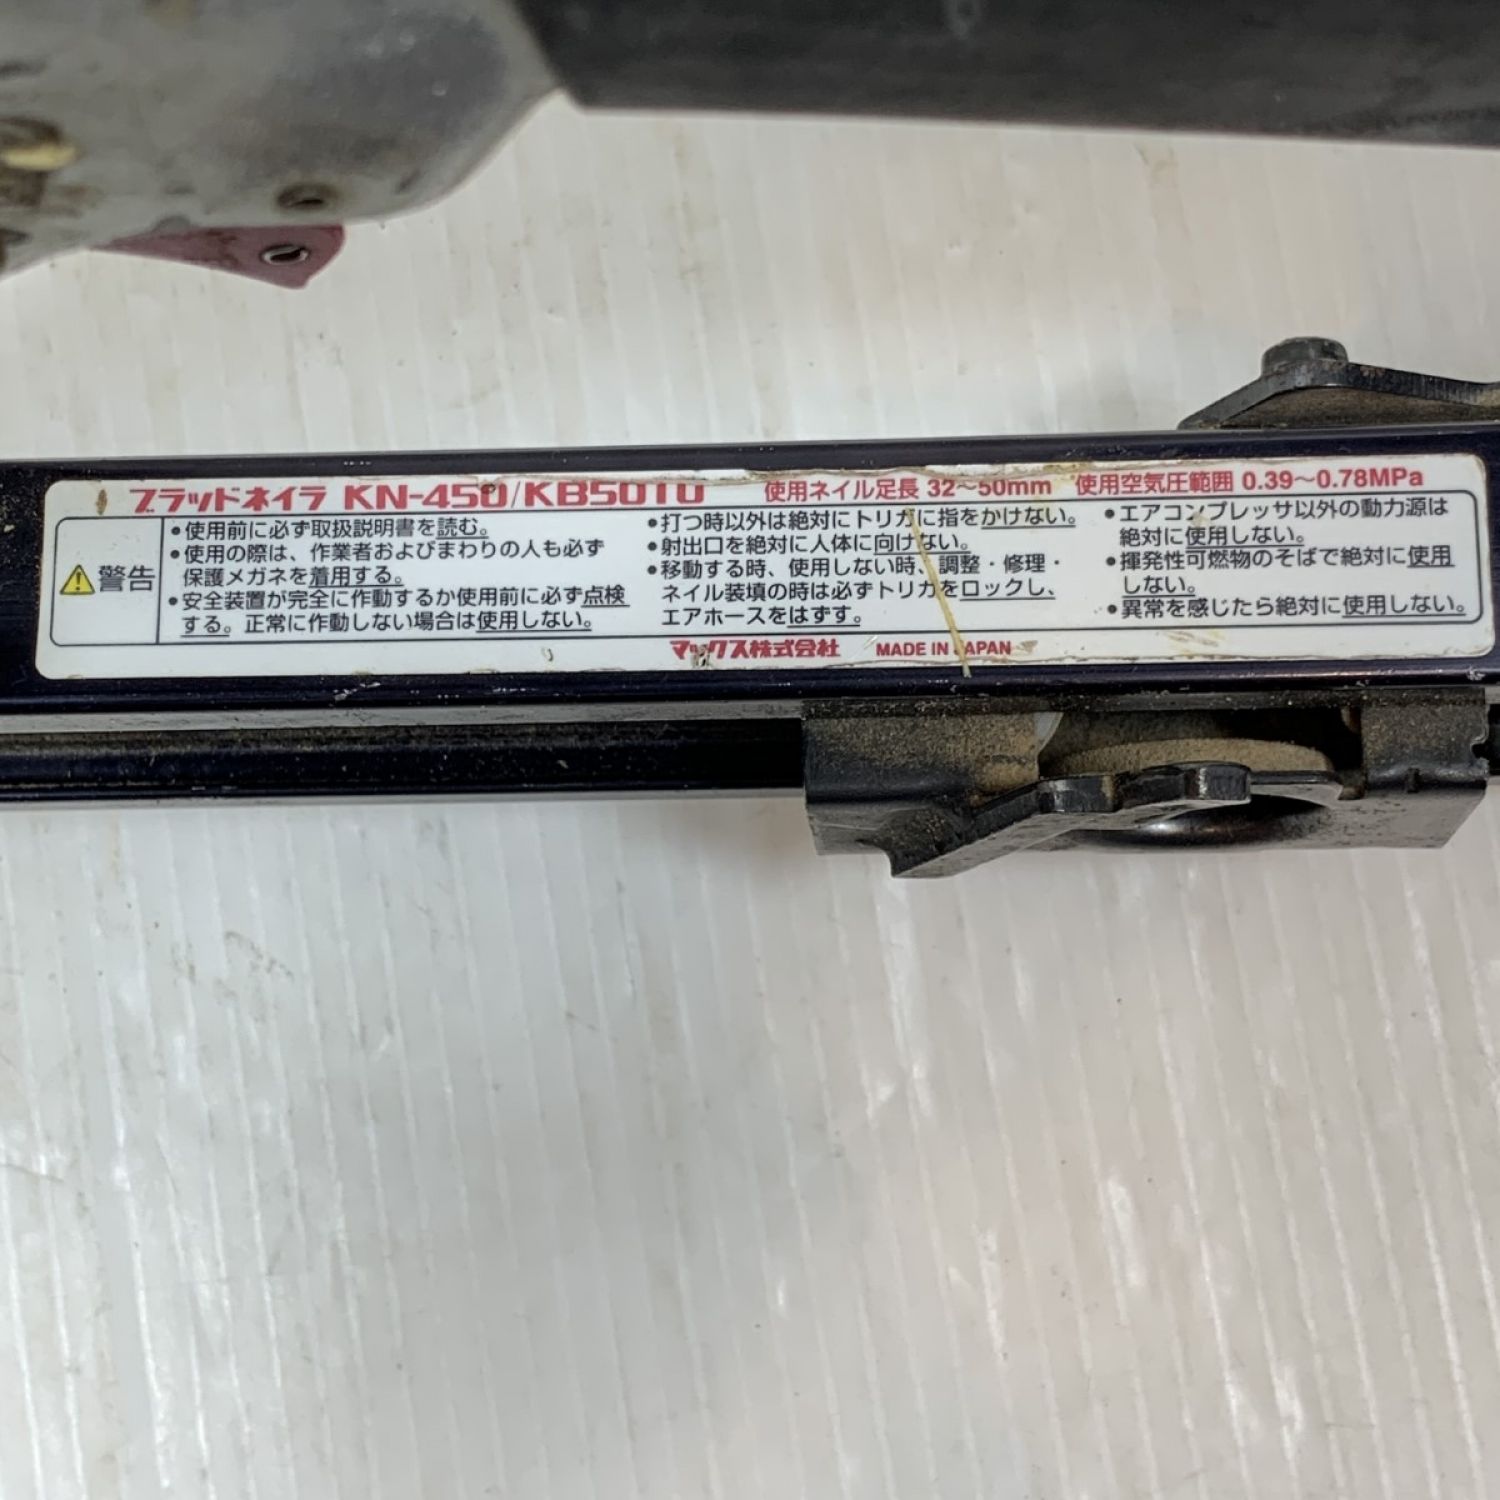 ブラッドネイラ KN-450/KB50TU 使用ネイル足長 32～50mm 使用空気圧範囲 0.39～0.78MPa
警告
●使用前に必ず取扱説明書を読む。
●使用の際は、作業者およびまわりの人も必ず
保護メガネを着用する。
●安全装置が完全に作動するか使用前に必ず点検
する。正常に作動しない場合は使用しない。
●打つ時以外は絶対にトリガに指をかけない。
●射出口を絶対に人体に向けない。
●移動する時、使用しない時、調整・修理・
ネイル装填の時は必ずトリガをロックし、
エアホースをはずす。
●エアコンプレッサ以外の動力源は
絶対に使用しない。
●揮発性可燃物のそばで絶対に使用
しない。
●異常を感じたら絶対に使用しない。
マックス株式会社 MADE IN JAPAN